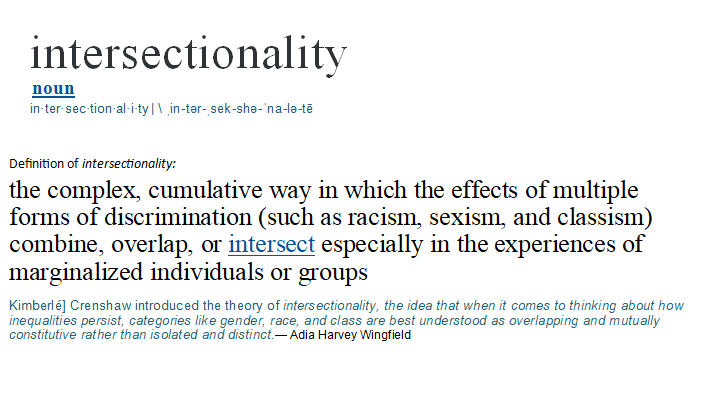 intersectionality
noun
in·ter·sec·tion·al·i·ty | \ ˌin-tər-ˌsek-shə-ˈna-lə-tē
Definition of intersectionality:
the complex, cumulative way in which the effects of multiple
forms of discrimination (such as racism, sexism, and classism)
combine, overlap, or intersect especially in the experiences of
marginalized individuals or groups
Kimberlé] Crenshaw introduced the theory of intersectionality, the idea that when it comes to thinking about how
inequalities persist, categories like gender, race, and class are best understood as overlapping and mutually
constitutive rather than isolated and distinct.— Adia Harvey Wingfield